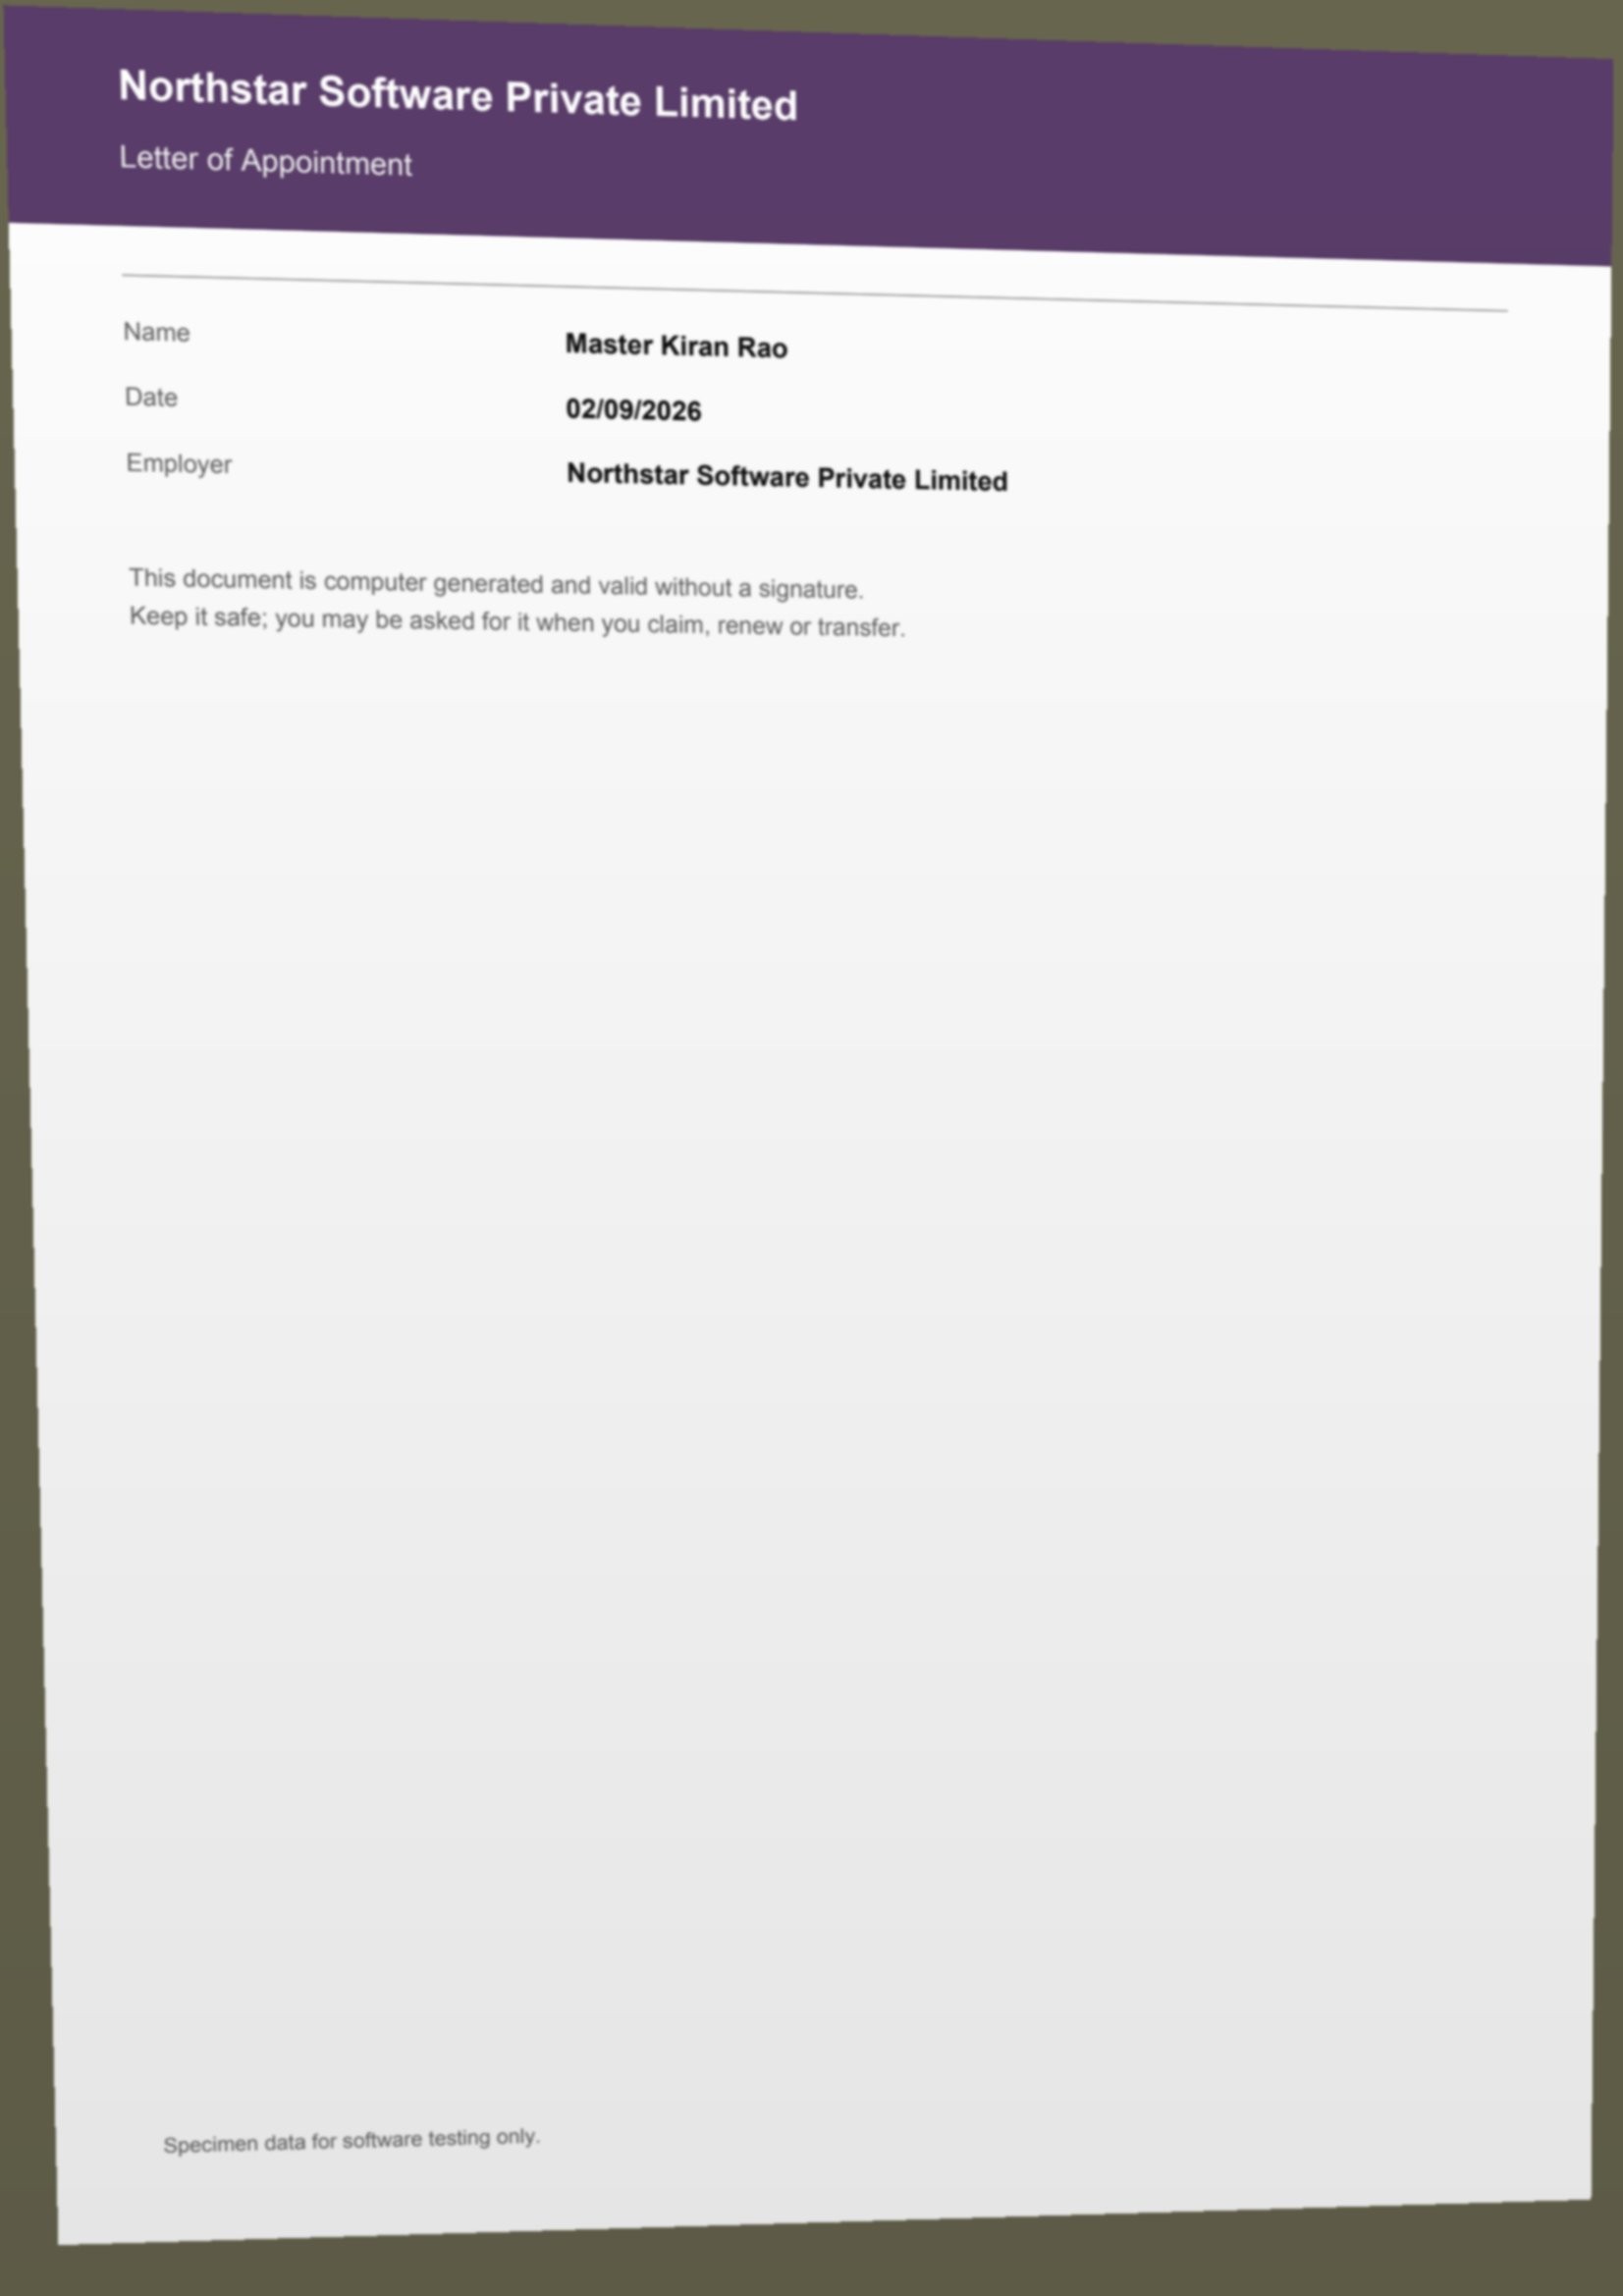 Northstar Software Private Limited
Letter of Appointment
Name Master Kiran Rao
Date 02/09/2026
Employer Northstar Software Private Limited
This document is computer generated and valid without a signature.
Keep it safe; you may be asked for it when you claim, renew or transfer.
Specimen data for software testing only.